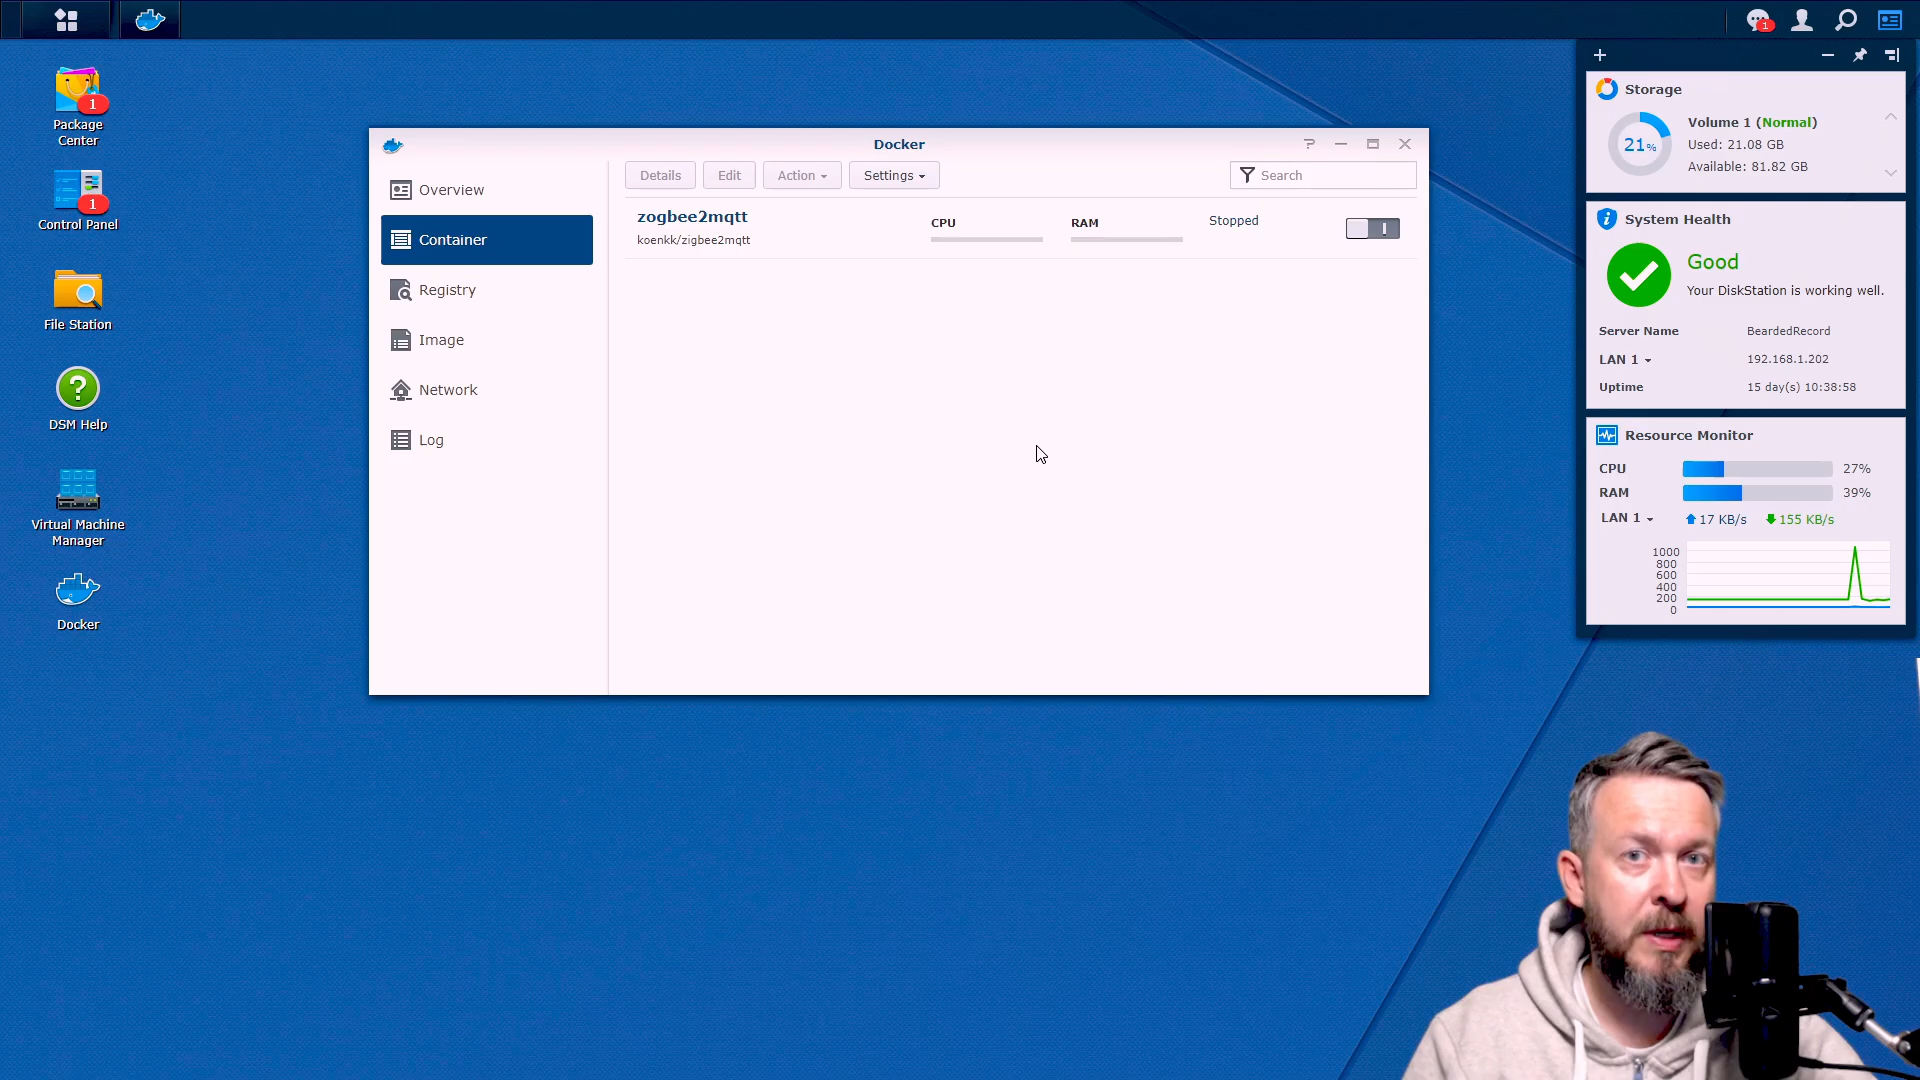 1
Package
Center
1
Control Panel
File Station
?
DSM Help
Virtual Machine
Manager
Docker
Docker
?
Overview
Container
Registry
Image
Network
Log
Details
Edit
Action
Settings
Search
zogbee2mqtt
koenkk/zigbee2mqtt
CPU
RAM
Stopped
1
Storage
21%
Volume 1 (Normal)
Used: 21.08 GB
Available: 81.82 GB
System Health
Good
Your DiskStation is working well.
Server Name BeardedRecord
LAN 1 192.168.1.202
Uptime 15 day(s) 10:38:58
Resource Monitor
CPU 27%
RAM 39%
LAN 1 17 KB/s 155 KB/s
1000
800
600
400
200
0